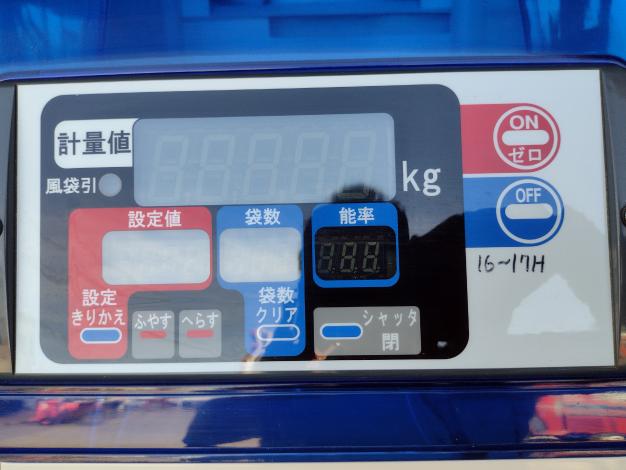 計量値
ON
ゼロ
風袋引
kg
OFF
設定値
袋数
能率
16~17H
設定
きりかえ
ふやす
へらす
袋数
クリア
シャッタ
閉